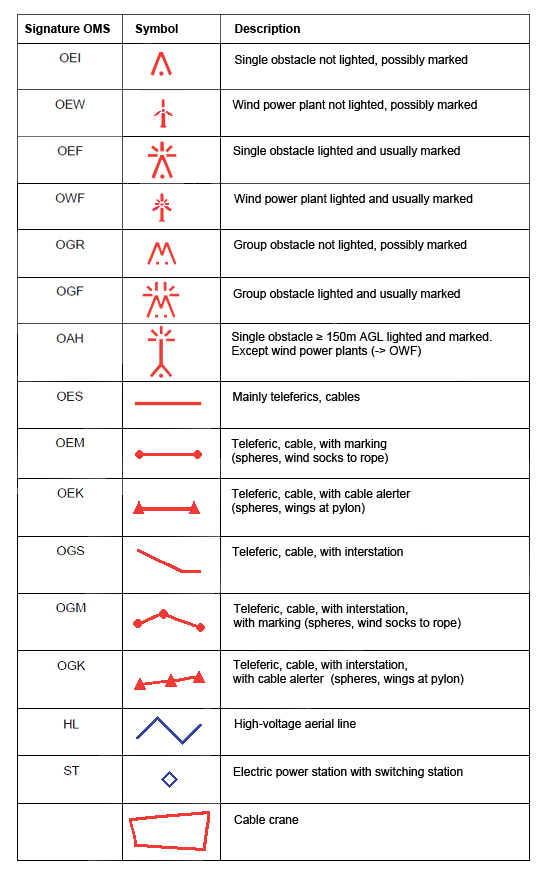 Signature OMS Symbol Description
OEI Single obstacle not lighted, possibly marked
OEW Wind power plant not lighted, possibly marked
OEF Single obstacle lighted and usually marked
OWF Wind power plant lighted and usually marked
OGR Group obstacle not lighted, possibly marked
OGF Group obstacle lighted and usually marked
OAH Single obstacle ≥ 150m AGL lighted and marked.
Except wind power plants (-> OWF)
OES Mainly teleferics, cables
OEM Teleferic, cable, with marking
(spheres, wind socks to rope)
OEK Teleferic, cable, with cable alerter
(spheres, wings at pylon)
OGS Teleferic, cable, with interstation
OGM Teleferic, cable, with interstation,
with marking (spheres, wind socks to rope)
OGK Teleferic, cable, with interstation,
with cable alerter (spheres, wings at pylon)
HL High-voltage aerial line
ST Electric power station with switching station
Cable crane